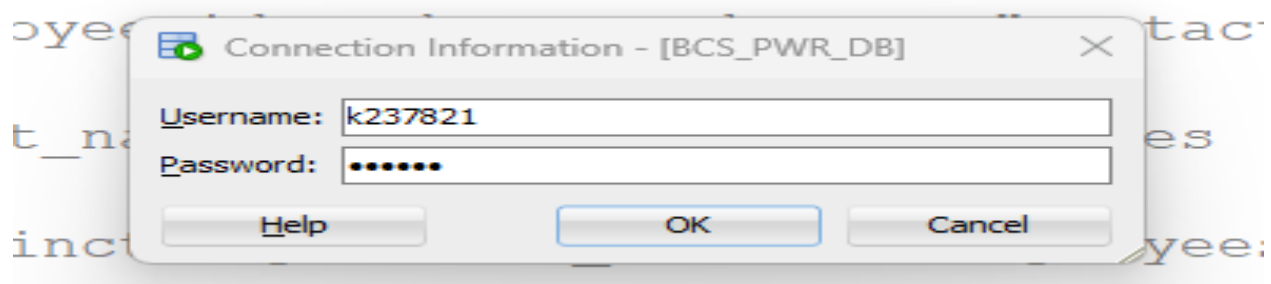 Connection Information - [BCS_PWR_DB]
Username: k237821
Password: ••••••
Help OK Cancel